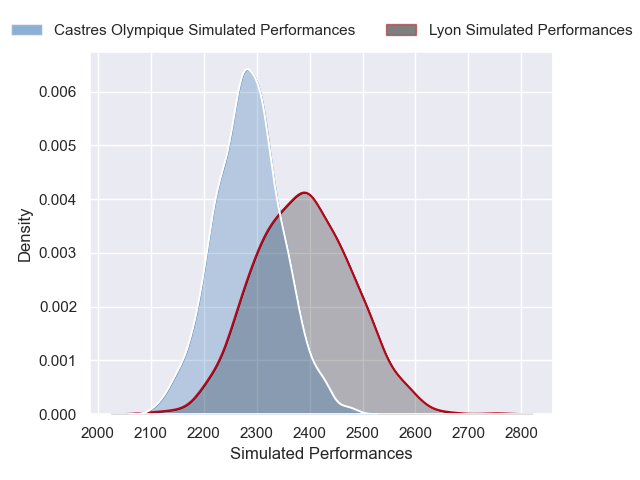 Castres Olympique Simulated Performances Lyon Simulated Performances
0.006
0.005
0.004
0.003
0.002
0.001
0.000
Density
2000 2100 2200 2300 2400 2500 2600 2700 2800
Simulated Performances